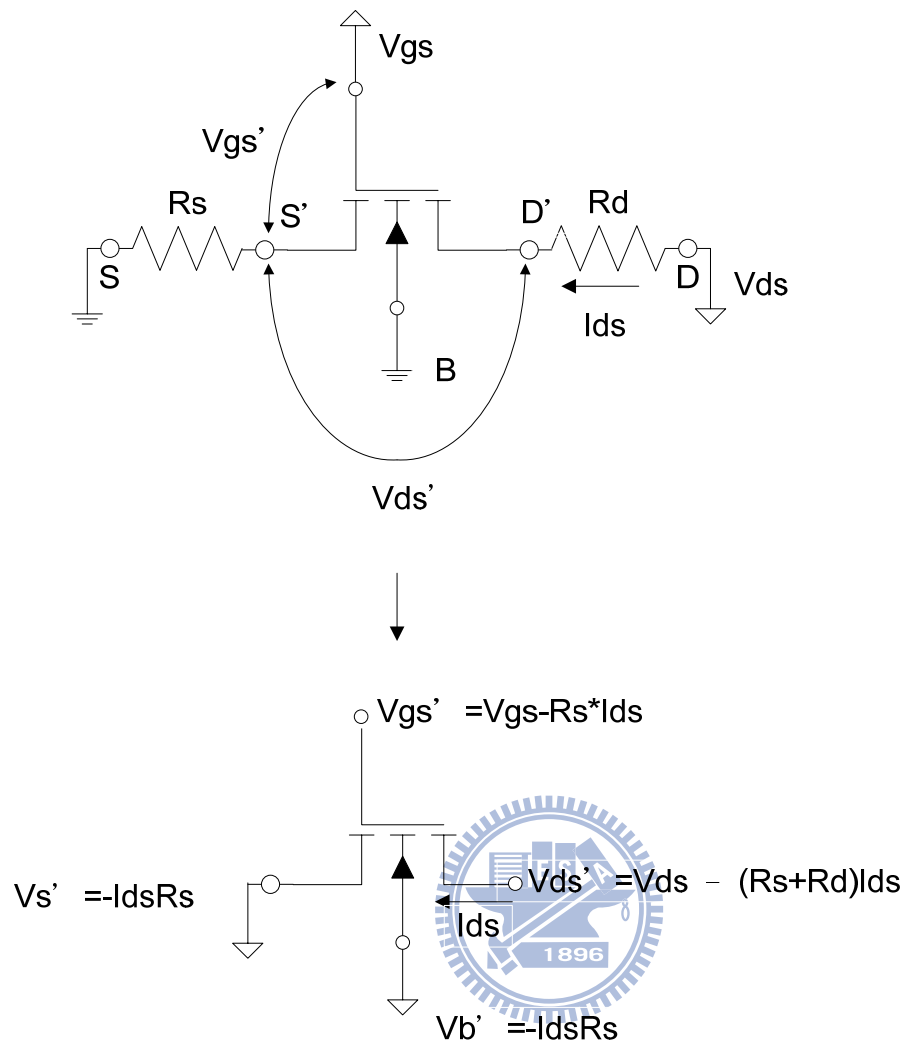 Vgs
Vgs’
Rs
S’
D’
Rd
S
D
Vds
Ids
B
Vds’
Vgs’ =Vgs-Rs*Ids
Vs’ =-IdsRs
Vds’ =Vds – (Rs+Rd)Ids
Ids
1896
Vb’ =-IdsRs